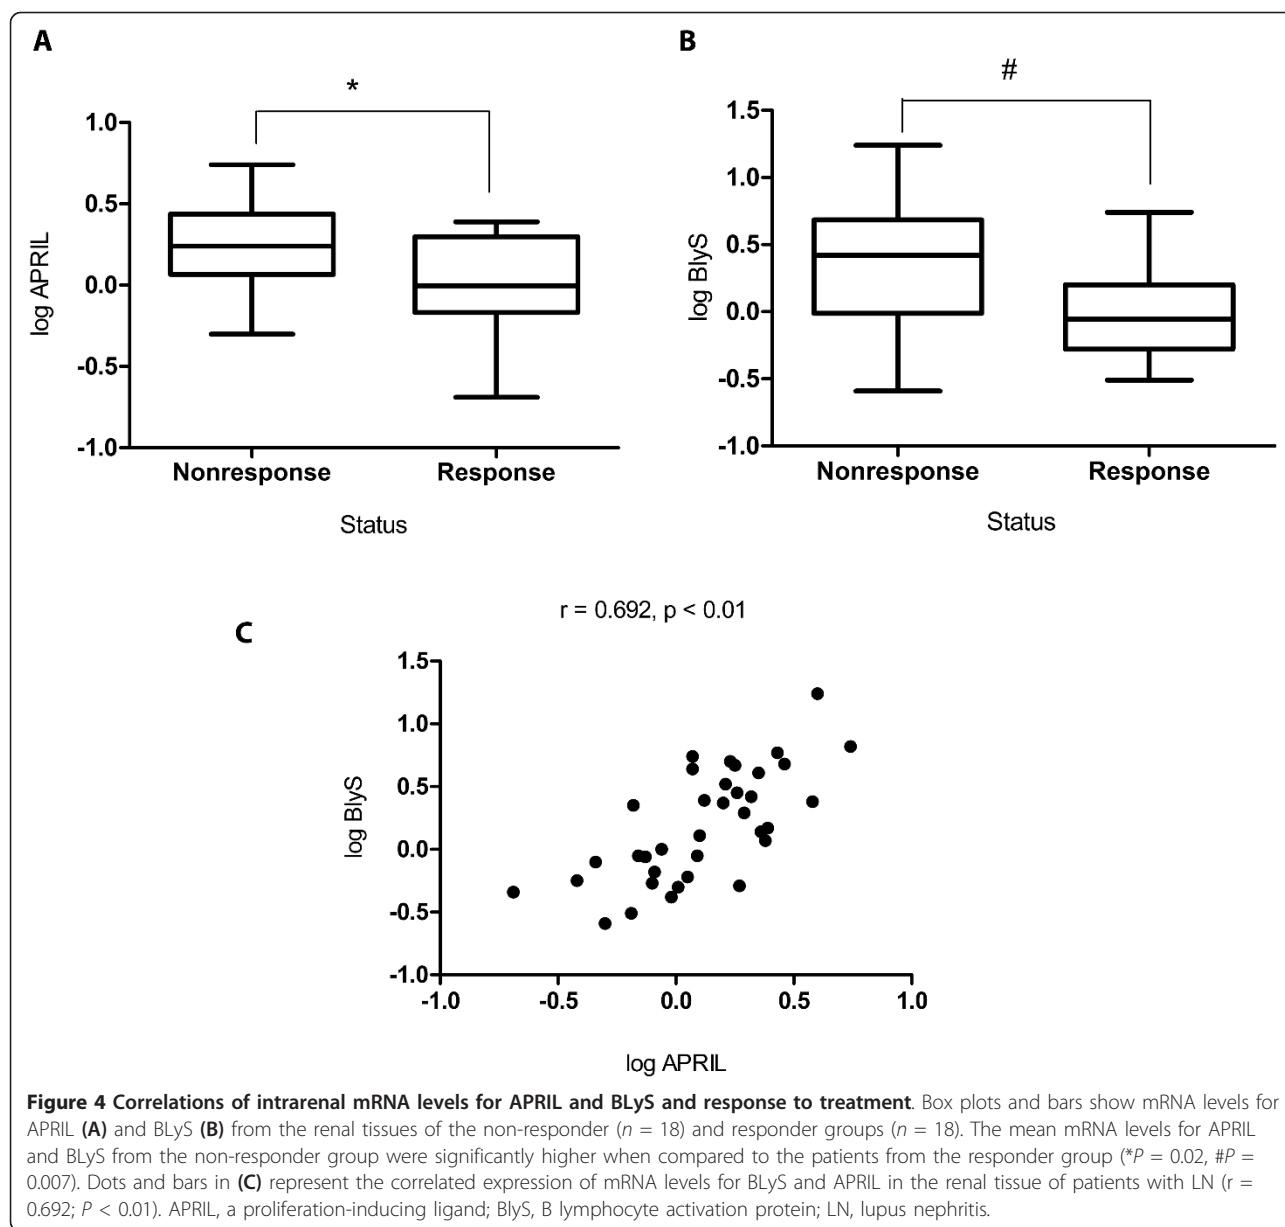 A
*
1.0
0.5
0.0
-0.5
-1.0
log APRIL
Nonresponse Response
Status
B
#
1.5
1.0
0.5
0.0
-0.5
-1.0
log BlyS
Nonresponse Response
Status
r = 0.692, p < 0.01
C
1.5
1.0
0.5
0.0
-0.5
-1.0
log BlyS
-1.0 -0.5 0.0 0.5 1.0
log APRIL
Figure 4 Correlations of intrarenal mRNA levels for APRIL and BLyS and response to treatment. Box plots and bars show mRNA levels for
APRIL (A) and BLyS (B) from the renal tissues of the non-responder (n = 18) and responder groups (n = 18). The mean mRNA levels for APRIL
and BLyS from the non-responder group were significantly higher when compared to the patients from the responder group (*P = 0.02, #P =
0.007). Dots and bars in (C) represent the correlated expression of mRNA levels for BLyS and APRIL in the renal tissue of patients with LN (r =
0.692; P < 0.01). APRIL, a proliferation-inducing ligand; BlyS, B lymphocyte activation protein; LN, lupus nephritis.